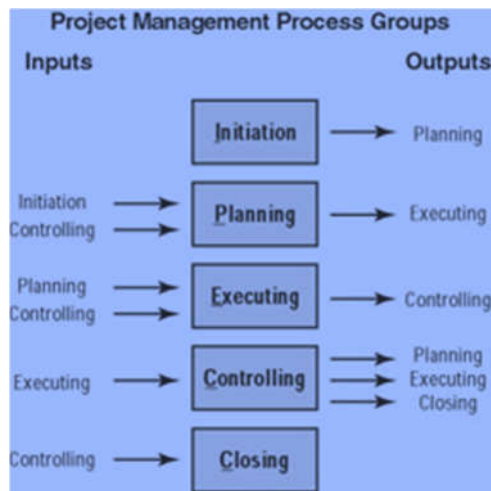 Project Management Process Groups
Inputs Outputs
Initiation Planning
Initiation
Controlling
Planning Executing
Planning
Controlling
Executing Controlling
Executing
Controlling
Planning
Executing
Closing
Controlling
Closing